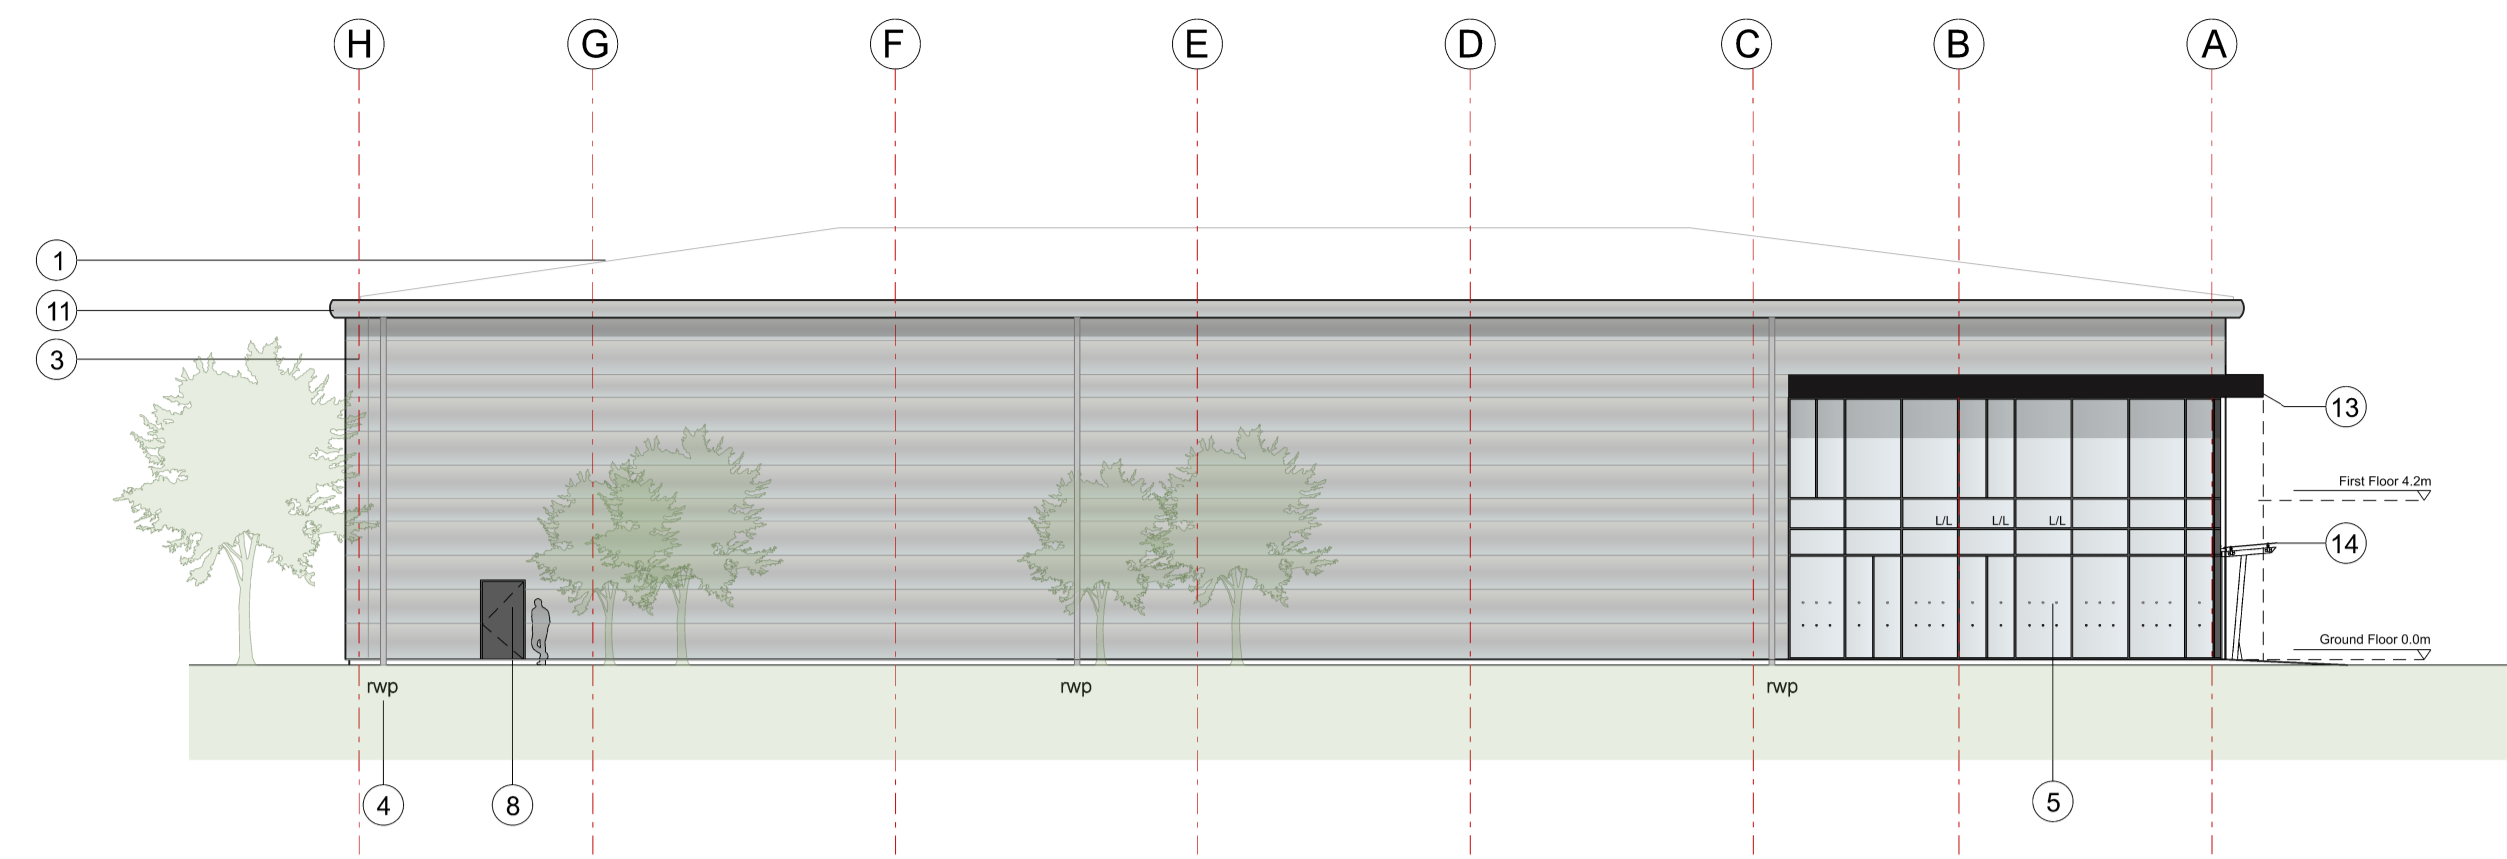 H G F E D C B A
1
11
3
13
First Floor 4.2m
L/L L/L L/L
14
Ground Floor 0.0m
rwp rwp rwp
4 8 5